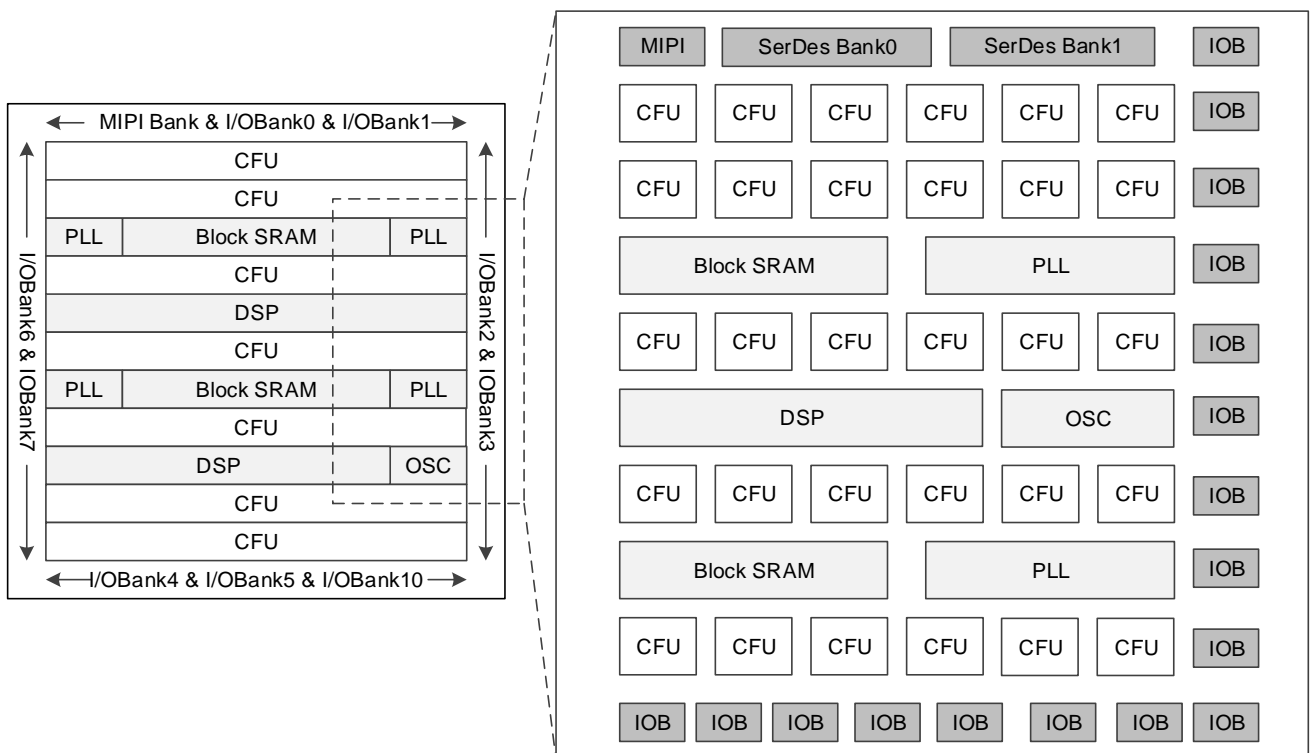 MIPI Bank & I/OBank0 & I/OBank1
CFU
CFU
PLL Block SRAM PLL
CFU
DSP
CFU
PLL Block SRAM PLL
CFU
DSP OSC
CFU
CFU
I/OBank6 & IOBank7
I/OBank2 & IOBank3
I/OBank4 & I/OBank5 & I/OBank10
MIPI SerDes Bank0 SerDes Bank1 IOB
CFU CFU CFU CFU CFU CFU IOB
CFU CFU CFU CFU CFU CFU IOB
Block SRAM PLL IOB
CFU CFU CFU CFU CFU CFU IOB
DSP OSC IOB
CFU CFU CFU CFU CFU CFU IOB
Block SRAM PLL IOB
CFU CFU CFU CFU CFU CFU IOB
IOB IOB IOB IOB IOB IOB IOB IOB